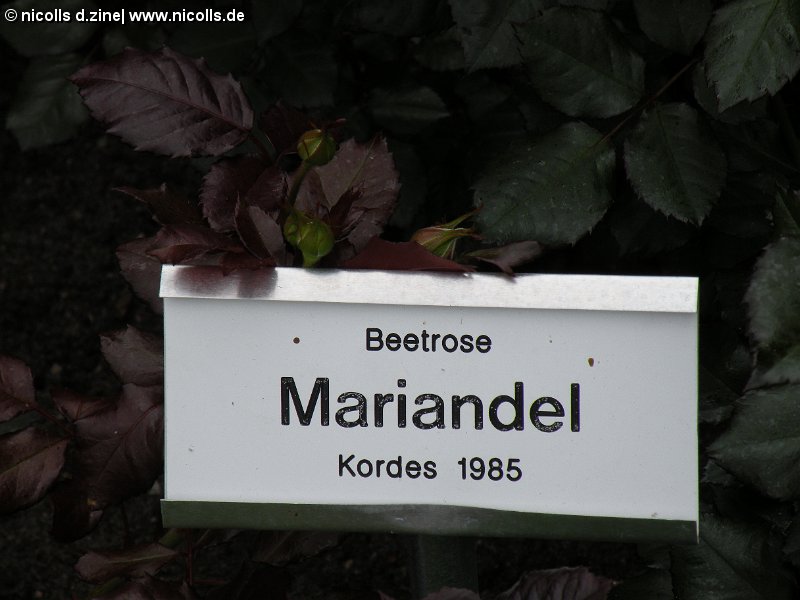 © nicolls d.zine| www.nicolls.de
Beetrose
Mariandel
Kordes 1985